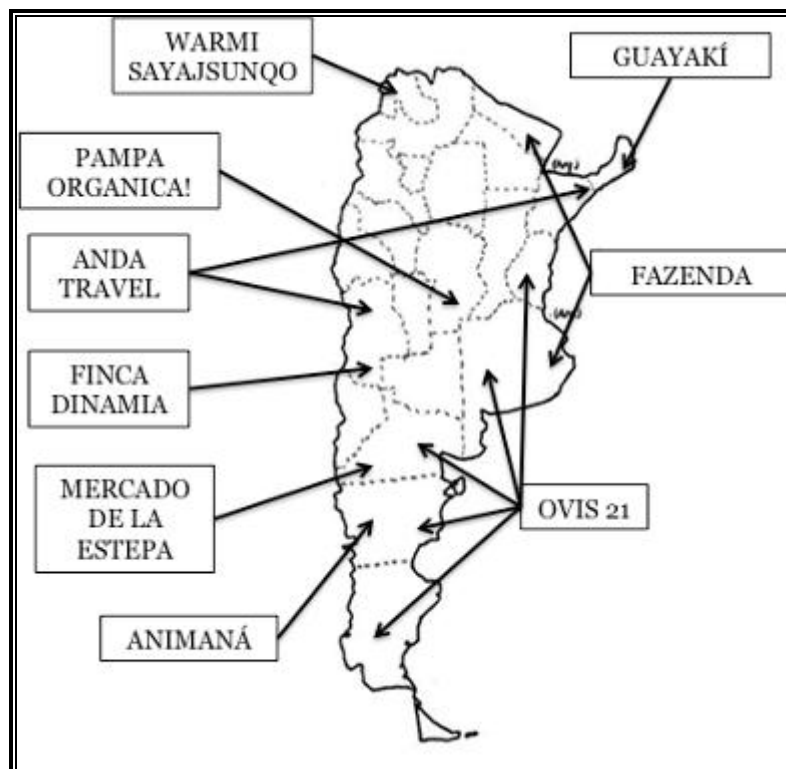 WARMI
SAYAJSUNQO
GUAYAKÍ
PAMPA
ORGANICA!
ANDA
TRAVEL
FAZENDA
FINCA
DINAMIA
MERCADO
DE LA
ESTEPA
OVIS 21
ANIMANÁ